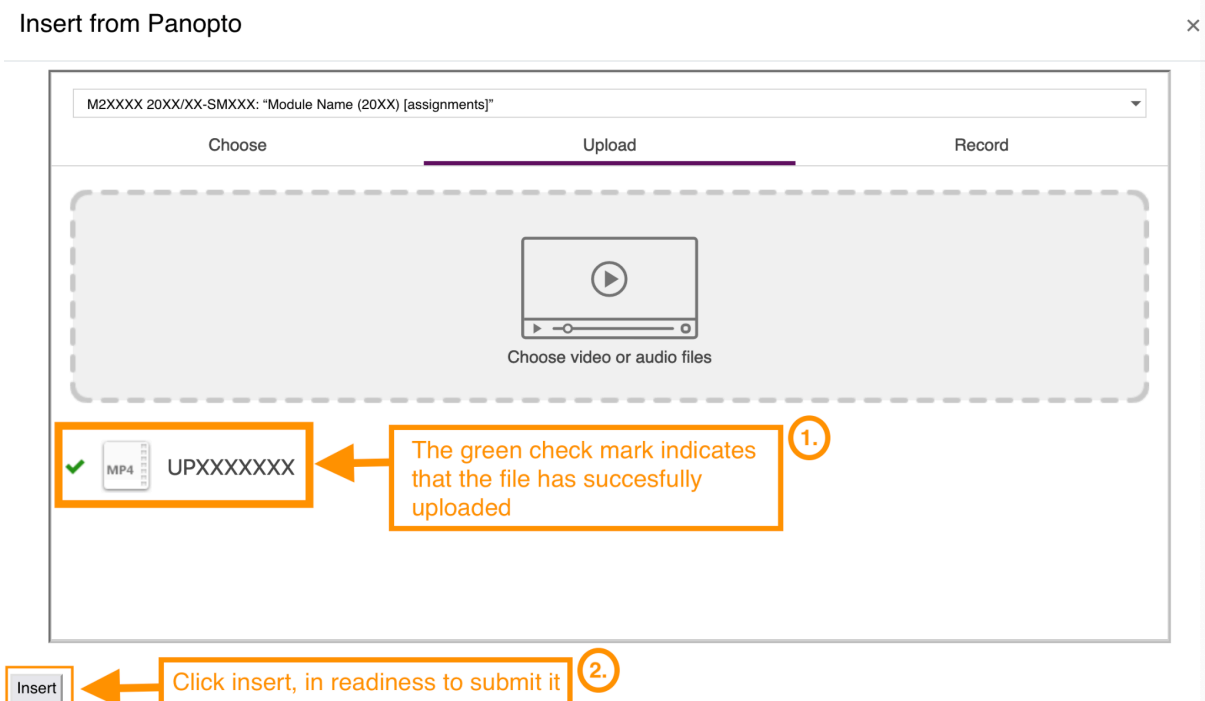 Insert from Panopto
×
M2XXXX 20XX/XX-SMXXX: “Module Name (20XX) [assignments]”
Choose
Upload
Record
Choose video or audio files
MP4
UPXXXXXXX
The green check mark indicates
that the file has succesfully
uploaded
1.
Insert
Click insert, in readiness to submit it
2.